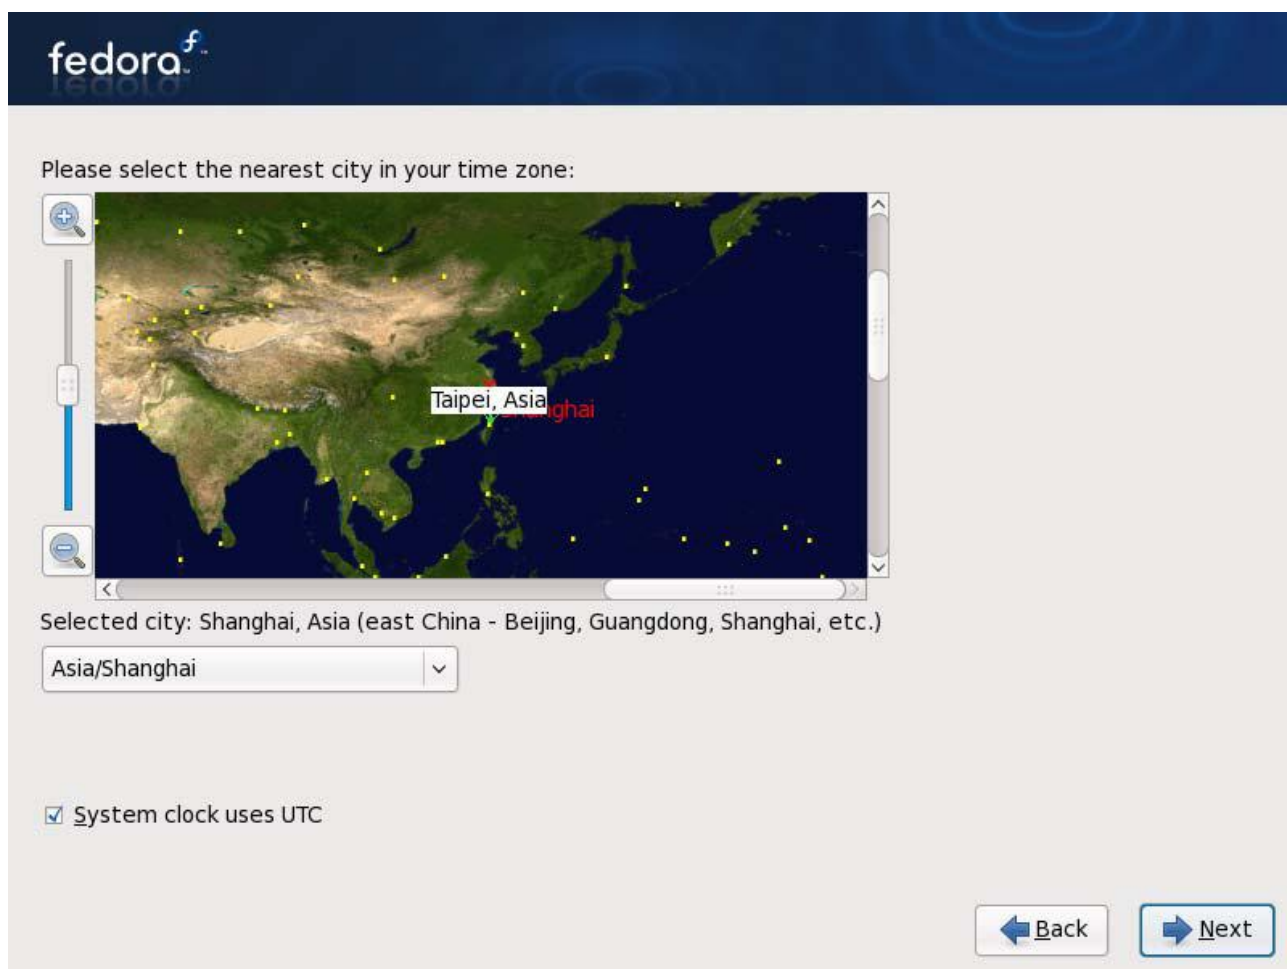 fedora
Please select the nearest city in your time zone:
Taipei, Asia
Shanghai
Selected city: Shanghai, Asia (east China - Beijing, Guangdong, Shanghai, etc.)
Asia/Shanghai
System clock uses UTC
Back
Next